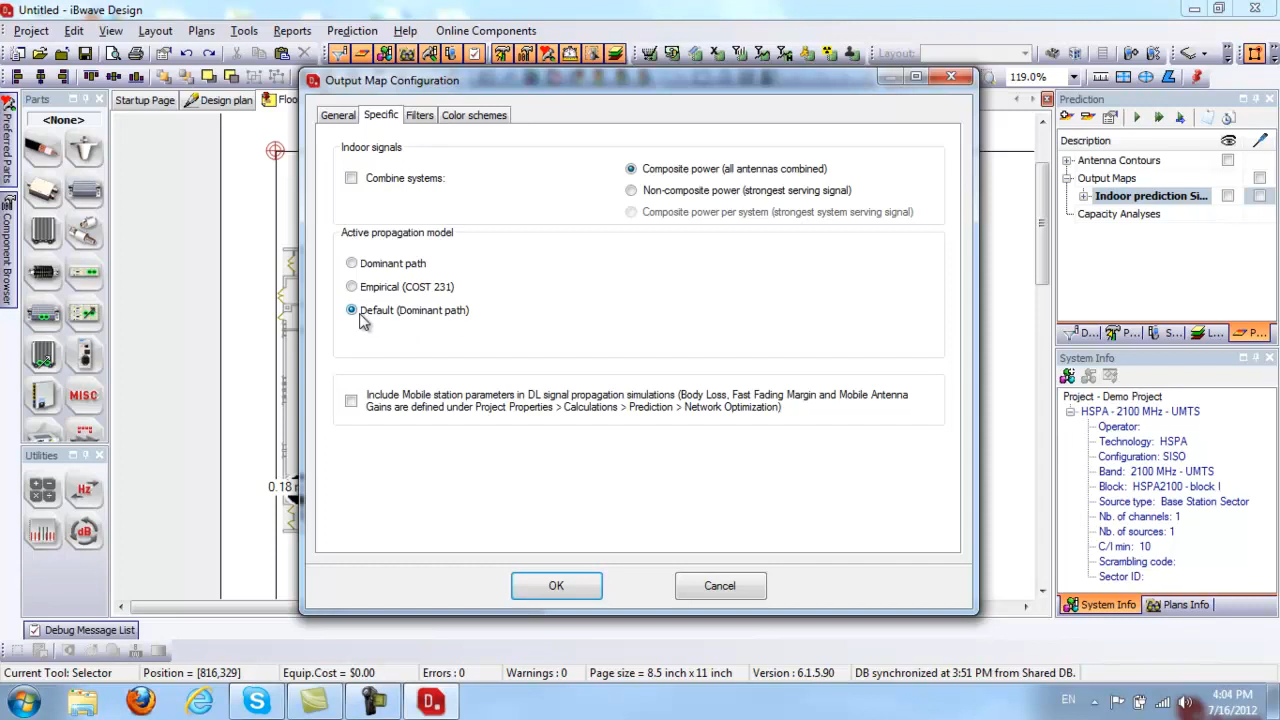 Untitled - iBwave Design
Project Edit View Layout Plans Tools Reports Prediction Help Online Components
Layout:
119.0%
Parts
<None>
Preferred Parts
Component Browser
MISC
Utilities
Hz
dB
Startup Page
Design plan
Floo
0.18
Output Map Configuration
General Specific Filters Color schemes
Indoor signals
Combine systems:
Composite power (all antennas combined)
Non-composite power (strongest serving signal)
Composite power per system (strongest system serving signal)
Active propagation model
Dominant path
Empirical (COST 231)
Default (Dominant path)
Include Mobile station parameters in DL signal propagation simulations (Body Loss, Fast Fading Margin and Mobile Antenna
Gains are defined under Project Properties > Calculations > Prediction > Network Optimization)
OK Cancel
Prediction
Description
Antenna Contours
Output Maps
Indoor prediction Si...
Capacity Analyses
D... P... S... L... P...
System Info
Project - Demo Project
HSPA - 2100 MHz - UMTS
Operator:
Technology: HSPA
Configuration: SISO
Band: 2100 MHz - UMTS
Block: HSPA2100 - block I
Source type: Base Station Sector
Nb. of channels: 1
Nb. of sources: 1
C/I min: 10
Scrambling code:
Sector ID:
System Info Plans Info
Debug Message List
Current Tool: Selector Position = [816,329] Equip.Cost = $0.00 Errors : 0 Warnings : 0 Page size = 8.5 inch x 11 inch Version : 6.1.5.90 DB synchronized at 3:51 PM from Shared DB.
EN
4:04 PM
7/16/2012